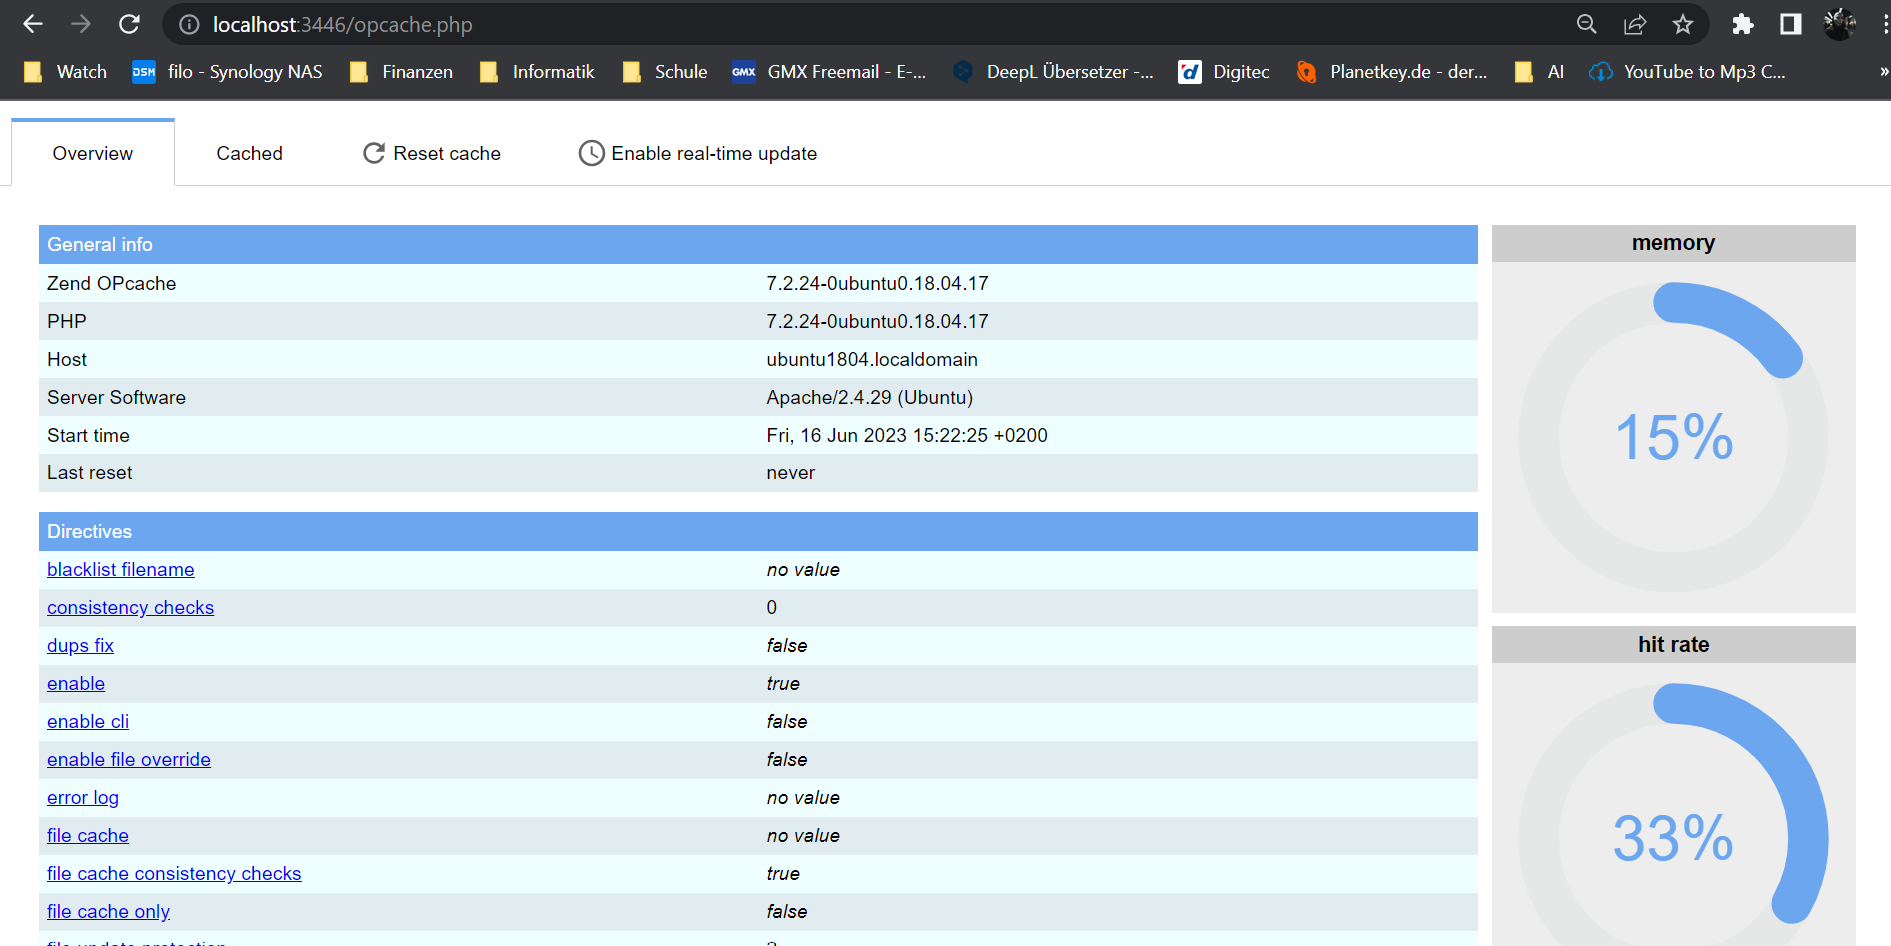 localhost:3446/opcache.php
Watch DSM filo - Synology NAS Finanzen Informatik Schule GMX GMX Freemail - E-... DeepL Übersetzer -... d Digitec Planetkey.de - der... AI YouTube to Mp3 C... »
Overview Cached Reset cache Enable real-time update
General info
Zend OPcache 7.2.24-0ubuntu0.18.04.17
PHP 7.2.24-0ubuntu0.18.04.17
Host ubuntu1804.localdomain
Server Software Apache/2.4.29 (Ubuntu)
Start time Fri, 16 Jun 2023 15:22:25 +0200
Last reset never
Directives
blacklist filename no value
consistency checks 0
dups fix false
enable true
enable cli false
enable file override false
error log no value
file cache no value
file cache consistency checks true
file cache only false
file update protection
memory
15%
hit rate
33%